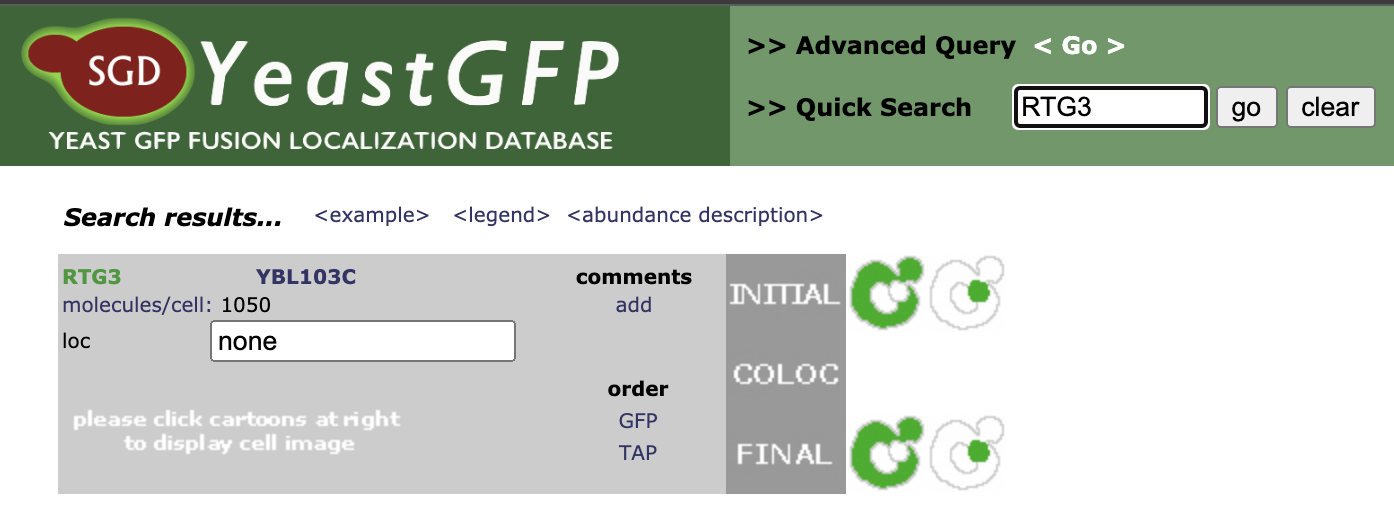 SGD YeastGFP
YEAST GFP FUSION LOCALIZATION DATABASE
>> Advanced Query < Go >
>> Quick Search RTG3 go clear
Search results... <example> <legend> <abundance description>
RTG3 YBL103C comments
molecules/cell: 1050 add
loc none
order
GFP
TAP
please click cartoons at right
to display cell image
INITIAL
COLOC
FINAL